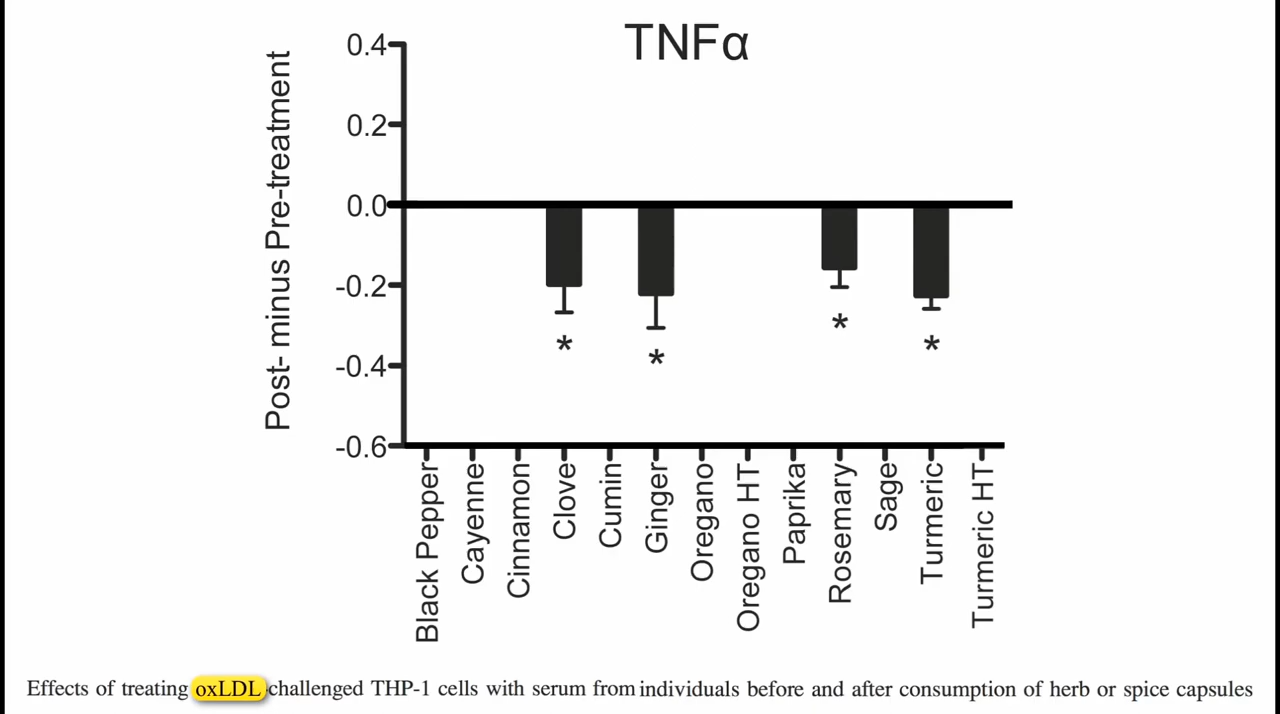 TNFα
Post- minus Pre-treatment
0.4
0.2
0.0
-0.2
-0.4
-0.6
*
*
*
*
Black Pepper
Cayenne
Cinnamon
Clove
Cumin
Ginger
Oregano
Oregano HT
Paprika
Rosemary
Sage
Turmeric
Turmeric HT
Effects of treating oxLDL challenged THP-1 cells with serum from individuals before and after consumption of herb or spice capsules